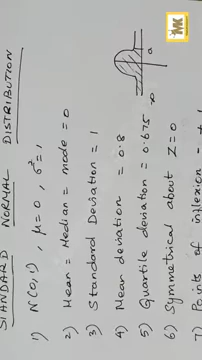 STANDARD NORMAL DISTRIBUTION
1) N(0,1), μ=0, σ²=1
2) Mean = Median = mode = 0
3) Standard Deviation = 1
4) Mean deviation = 0.8
5) Quartile deviation = 0.675
6) Symmetrical about Z=0
7) Points of inflexion
-∞ a
MK